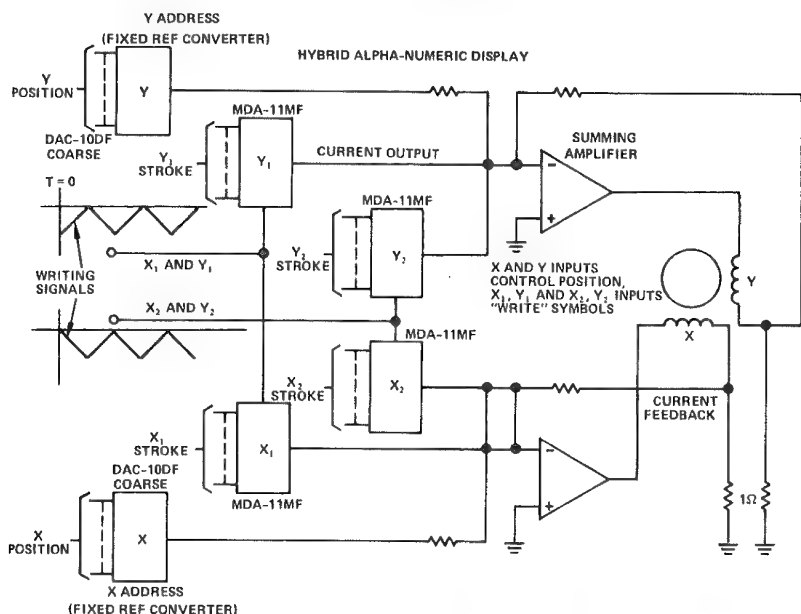 Y ADDRESS
(FIXED REF CONVERTER)
HYBRID ALPHA-NUMERIC DISPLAY
Y
POSITION
Y
DAC-10DF
COARSE
MDA-11MF
Y₁
STROKE
Y₁
CURRENT OUTPUT
SUMMING
AMPLIFIER
−
+
T = 0
MDA-11MF
Y₂
STROKE
Y₂
X₁ AND Y₁
WRITING
SIGNALS
X₂ AND Y₂
X AND Y INPUTS
CONTROL POSITION,
X₁, Y₁ AND X₂, Y₂ INPUTS
"WRITE" SYMBOLS
Y
X
MDA-11MF
X₂
STROKE
X₂
CURRENT
FEEDBACK
X₁
STROKE
X₁
MDA-11MF
−
+
1Ω
DAC-10DF
COARSE
X
POSITION
X
X ADDRESS
(FIXED REF CONVERTER)